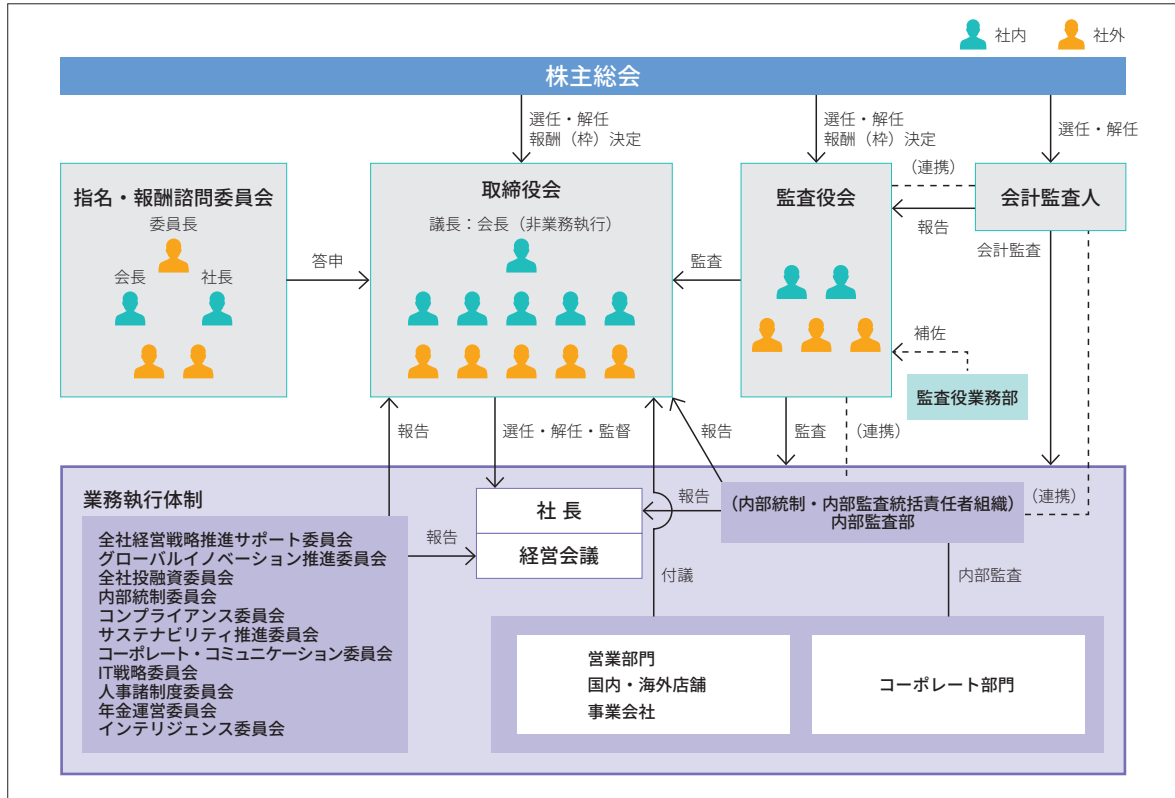 社内
社外
株主総会
選任・解任
報酬（枠）決定
選任・解任
報酬（枠）決定
選任・解任
指名・報酬諮問委員会
委員長
会長
社長
答申
取締役会
議長：会長（非業務執行）
監査
監査役会
（連携）
報告
会計監査人
会計監査
補佐
監査役業務部
報告
選任・解任・監督
報告
監査
（連携）
業務執行体制
全社経営戦略推進サポート委員会
グローバルイノベーション推進委員会
全社投融資委員会
内部統制委員会
コンプライアンス委員会
サステナビリティ推進委員会
コーポレート・コミュニケーション委員会
IT戦略委員会
人事諸制度委員会
年金運営委員会
インテリジェンス委員会
報告
社 長
経営会議
報告
（内部統制・内部監査統括責任者組織）
内部監査部
（連携）
付議
内部監査
営業部門
国内・海外店舗
事業会社
コーポレート部門